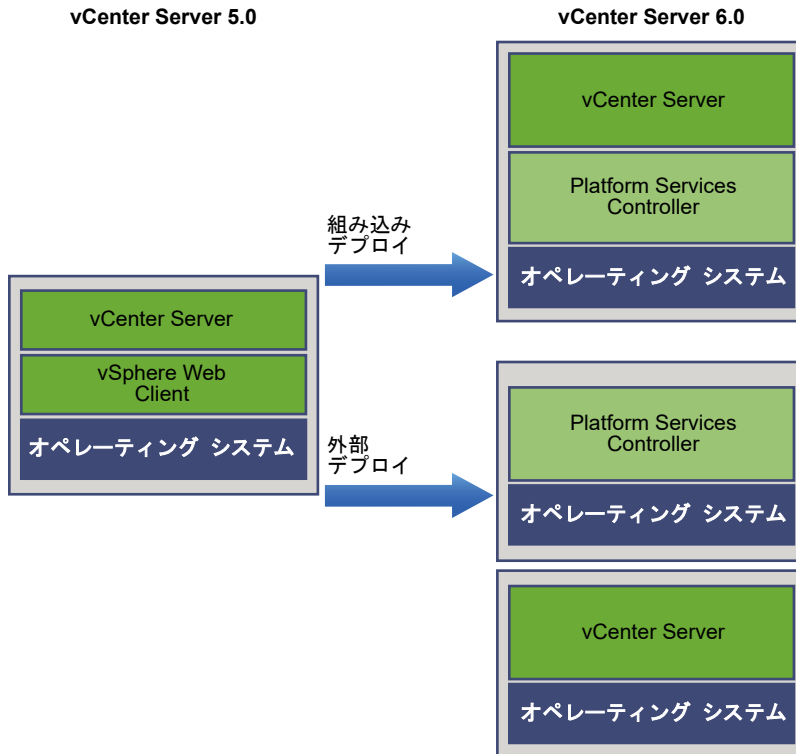 vCenter Server 5.0
vCenter Server 6.0
vCenter Server
Platform Services
Controller
オペレーティング システム
組み込み
デプロイ
vCenter Server
vSphere Web
Client
オペレーティング システム
外部
デプロイ
Platform Services
Controller
オペレーティング システム
vCenter Server
オペレーティング システム